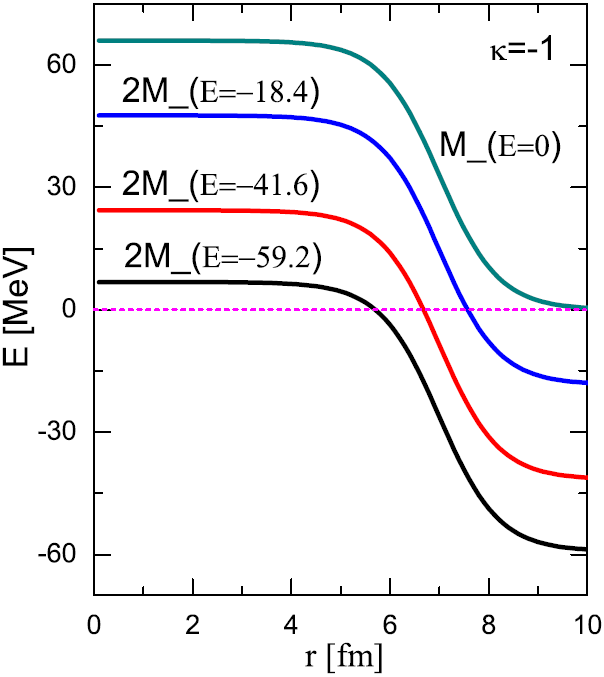 60
κ=-1
2M_(E=−18.4)
M_(E=0)
2M_(E=−41.6)
30
2M_(E=−59.2)
0
E [MeV]
-30
-60
0 2 4 6 8 10
r [fm]